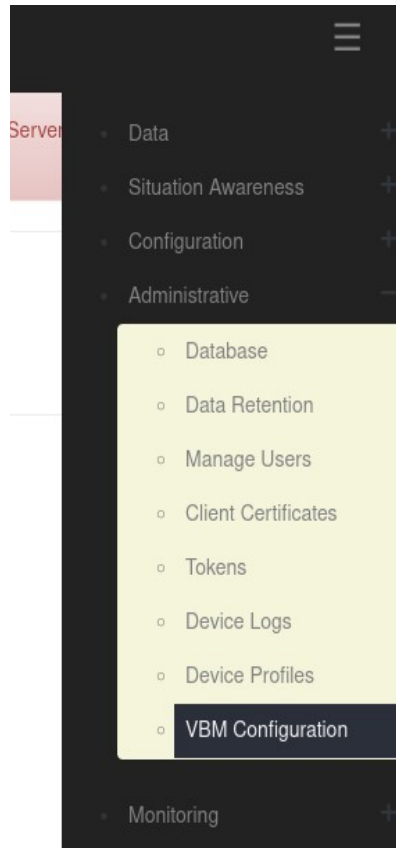 Server
Data
Situation Awareness
Configuration
Administrative
Database
Data Retention
Manage Users
Client Certificates
Tokens
Device Logs
Device Profiles
VBM Configuration
Monitoring